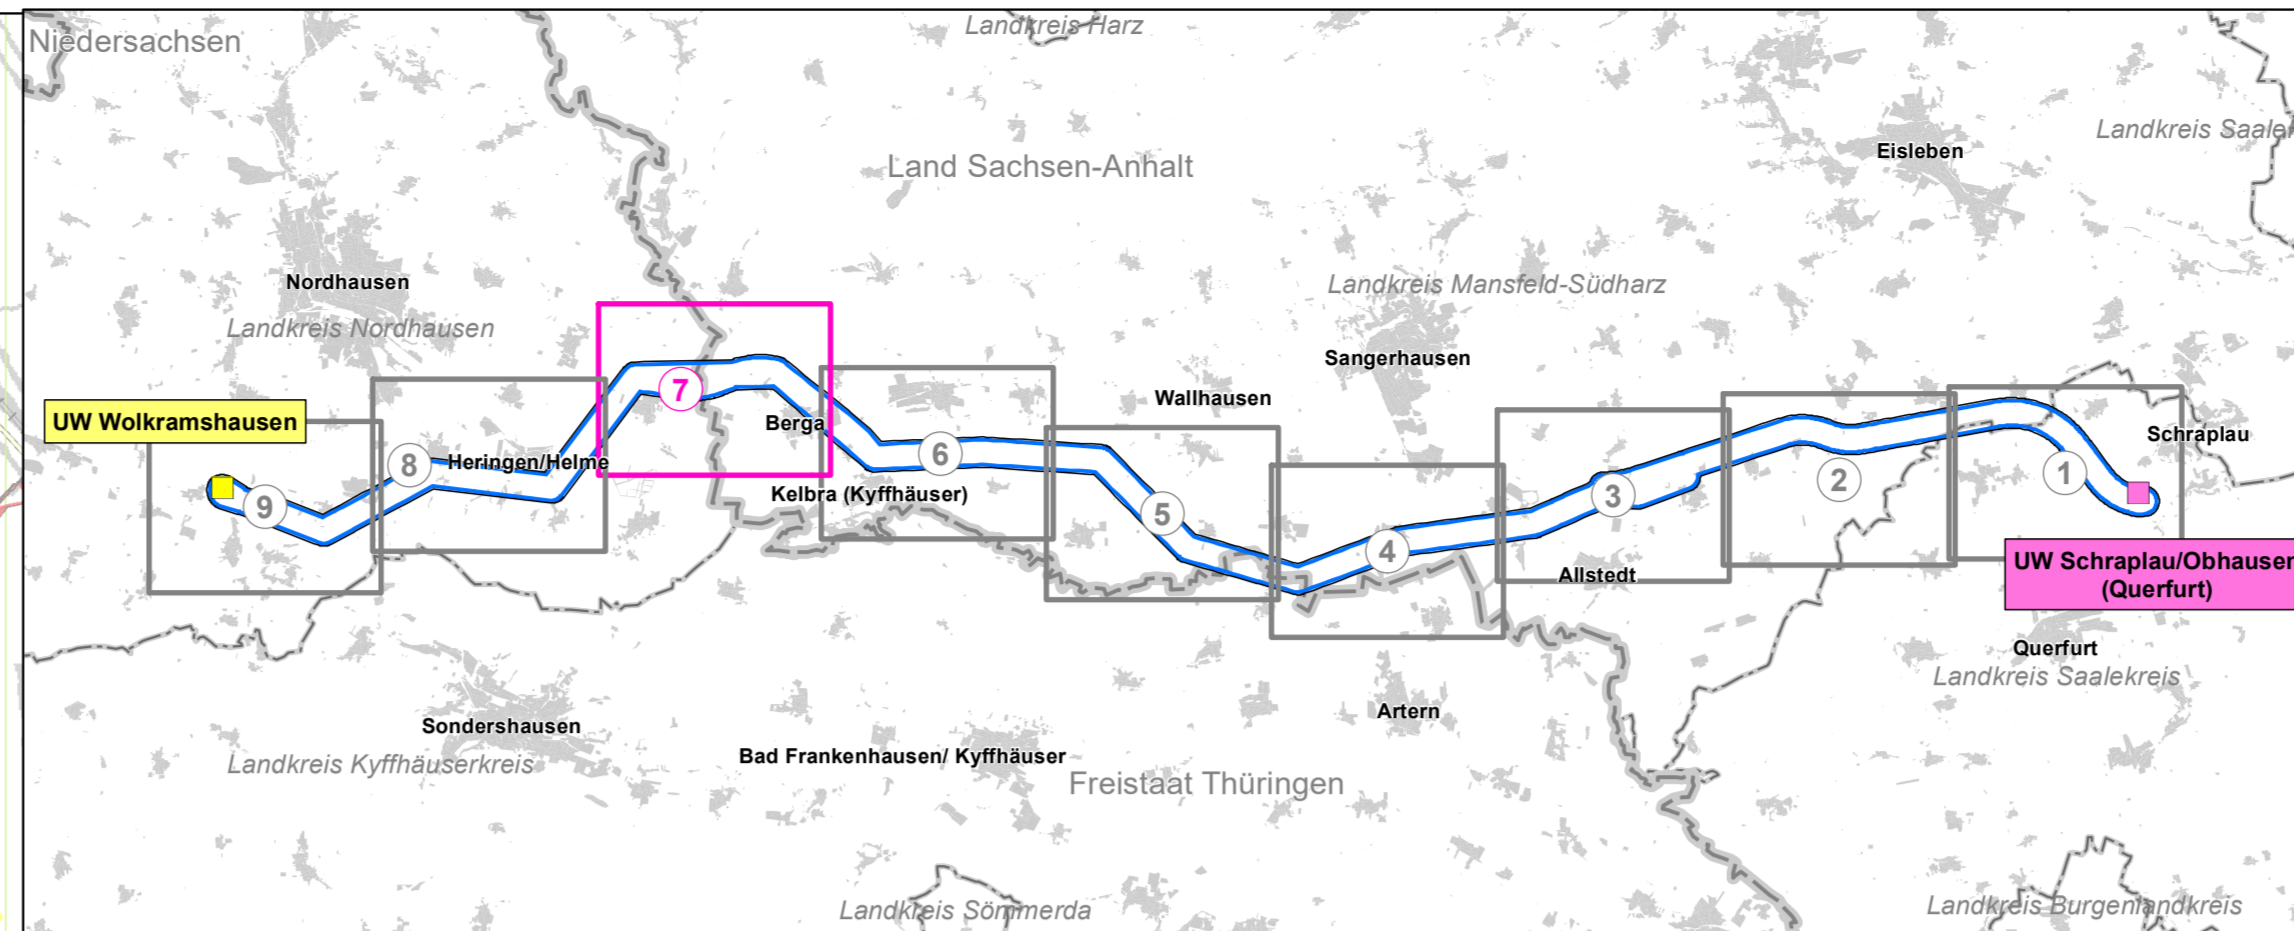 Niedersachsen
Landkreis Harz
Landkreis Saalek
Eisleben
Land Sachsen-Anhalt
Nordhausen
Landkreis Mansfeld-Südharz
Landkreis Nordhausen
Sangerhausen
7
Wallhausen
UW Wolkramshausen
Berga
Schraplau
8
Heringen/Helme
6
1
2
Kelbra (Kyffhäuser)
3
9
5
4
UW Schraplau/Obhausen
(Querfurt)
Allstedt
Querfurt
Landkreis Saalekreis
Artern
Sondershausen
Bad Frankenhausen/ Kyffhäuser
Landkreis Kyffhäuserkreis
Freistaat Thüringen
Landkreis Sömmerda
Landkreis Burgenlandkreis